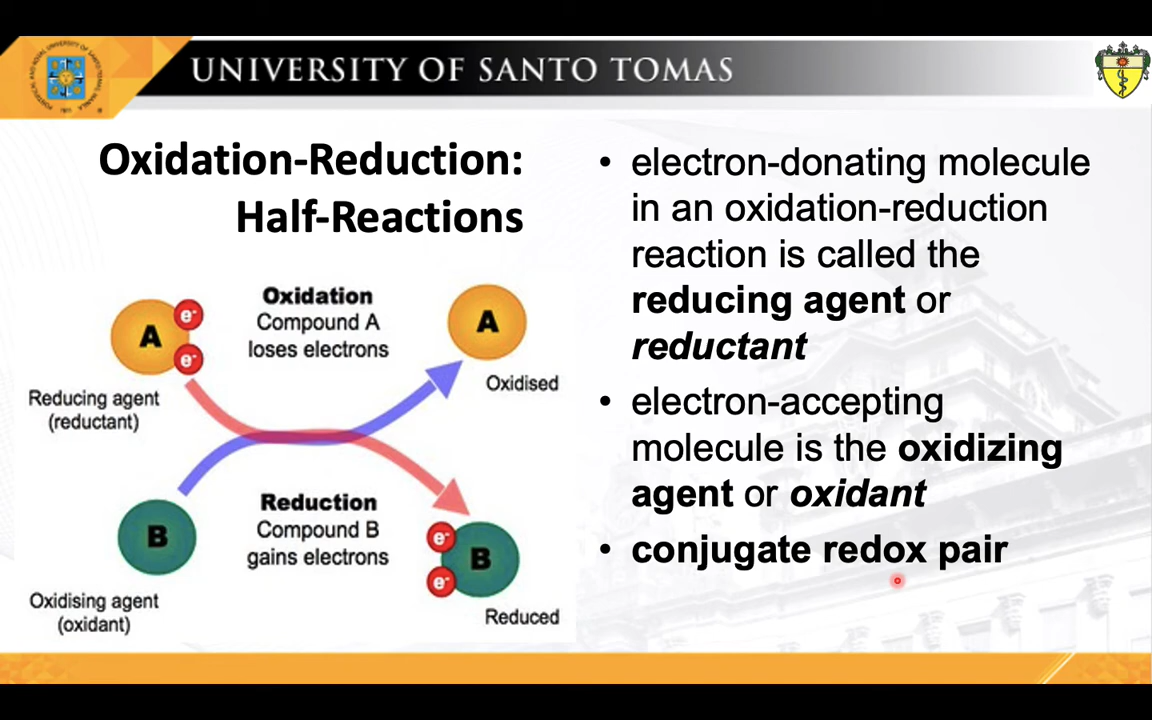 UNIVERSITY OF SANTO TOMAS
Oxidation-Reduction:
Half-Reactions
A
e-
e-
Reducing agent
(reductant)
Oxidation
Compound A
loses electrons
A
Oxidised
B
Oxidising agent
(oxidant)
Reduction
Compound B
gains electrons
e-
e-
B
Reduced
• electron-donating molecule
in an oxidation-reduction
reaction is called the
reducing agent or
reductant
• electron-accepting
molecule is the oxidizing
agent or oxidant
• conjugate redox pair